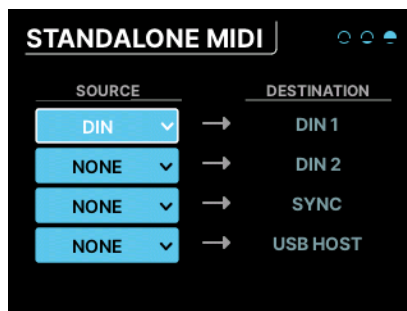 STANDALONE MIDI
SOURCE DESTINATION
DIN DIN 1
NONE DIN 2
NONE SYNC
NONE USB HOST